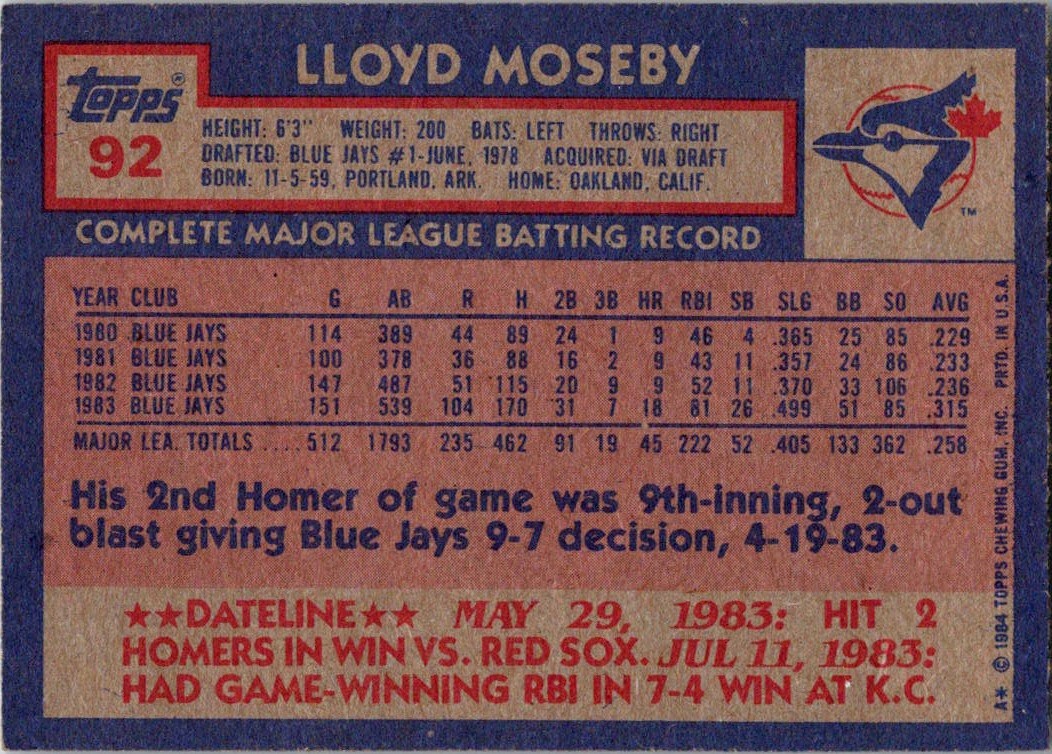 LLOYD MOSEBY
Topps®
92
HEIGHT: 6'3" WEIGHT: 200 BATS: LEFT THROWS: RIGHT
DRAFTED: BLUE JAYS #1-JUNE, 1978 ACQUIRED: VIA DRAFT
BORN: 11-5-59, PORTLAND, ARK. HOME: OAKLAND, CALIF.
TM
COMPLETE MAJOR LEAGUE BATTING RECORD
YEAR CLUB G AB R H 2B 3B HR RBI SB SLG BB SO AVG
1980 BLUE JAYS 114 389 44 89 24 1 9 46 4 .365 25 85 .229
1981 BLUE JAYS 100 378 36 88 16 2 9 43 11 .357 24 86 .233
1982 BLUE JAYS 147 487 51 115 20 9 9 52 11 .370 33 106 .236
1983 BLUE JAYS 151 539 104 170 31 7 18 81 26 .499 51 85 .315
MAJOR LEA. TOTALS .... 512 1793 235 462 91 19 45 222 52 .405 133 362 .258
His 2nd Homer of game was 9th-inning, 2-out
blast giving Blue Jays 9-7 decision, 4-19-83.
★★DATELINE★★ MAY 29, 1983: HIT 2
HOMERS IN WIN VS. RED SOX. JUL 11, 1983:
HAD GAME-WINNING RBI IN 7-4 WIN AT K.C.
A* © 1984 TOPPS CHEWING GUM, INC. PRTD. IN U.S.A.